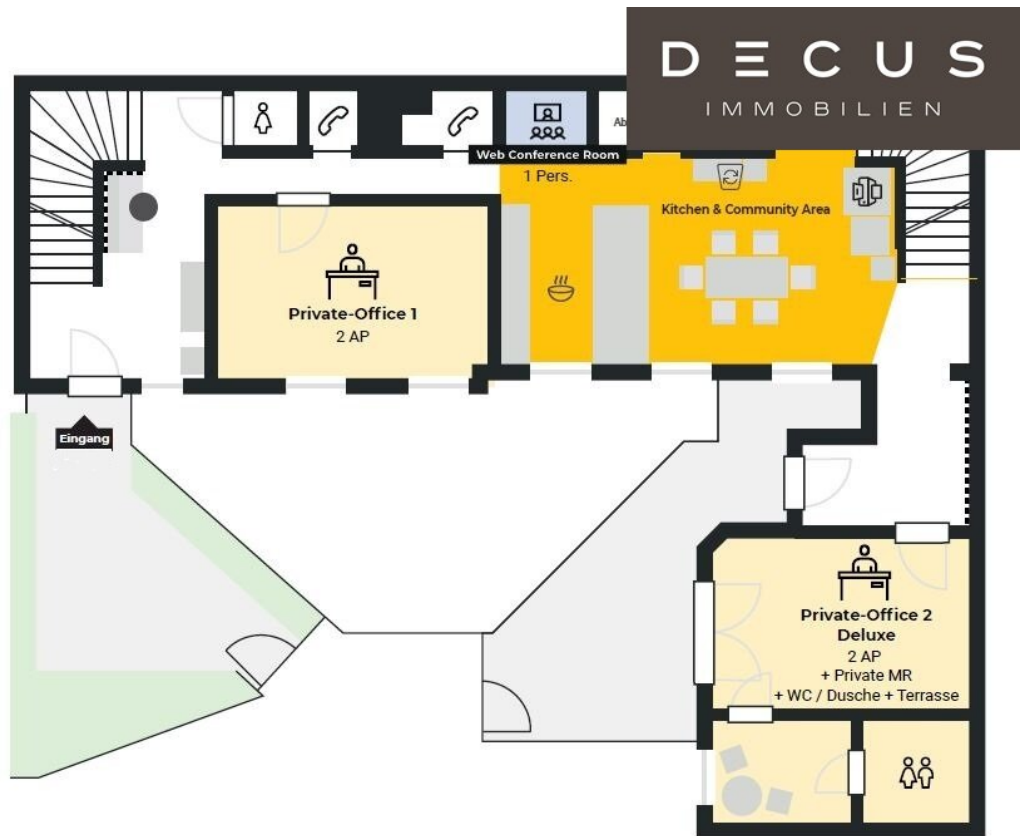 DECUS
IMMOBILIEN
Ab
Web Conference Room
1 Pers.
Kitchen & Community Area
Private-Office 1
2 AP
Eingang
Private-Office 2
Deluxe
2 AP
+ Private MR
+ WC / Dusche + Terrasse